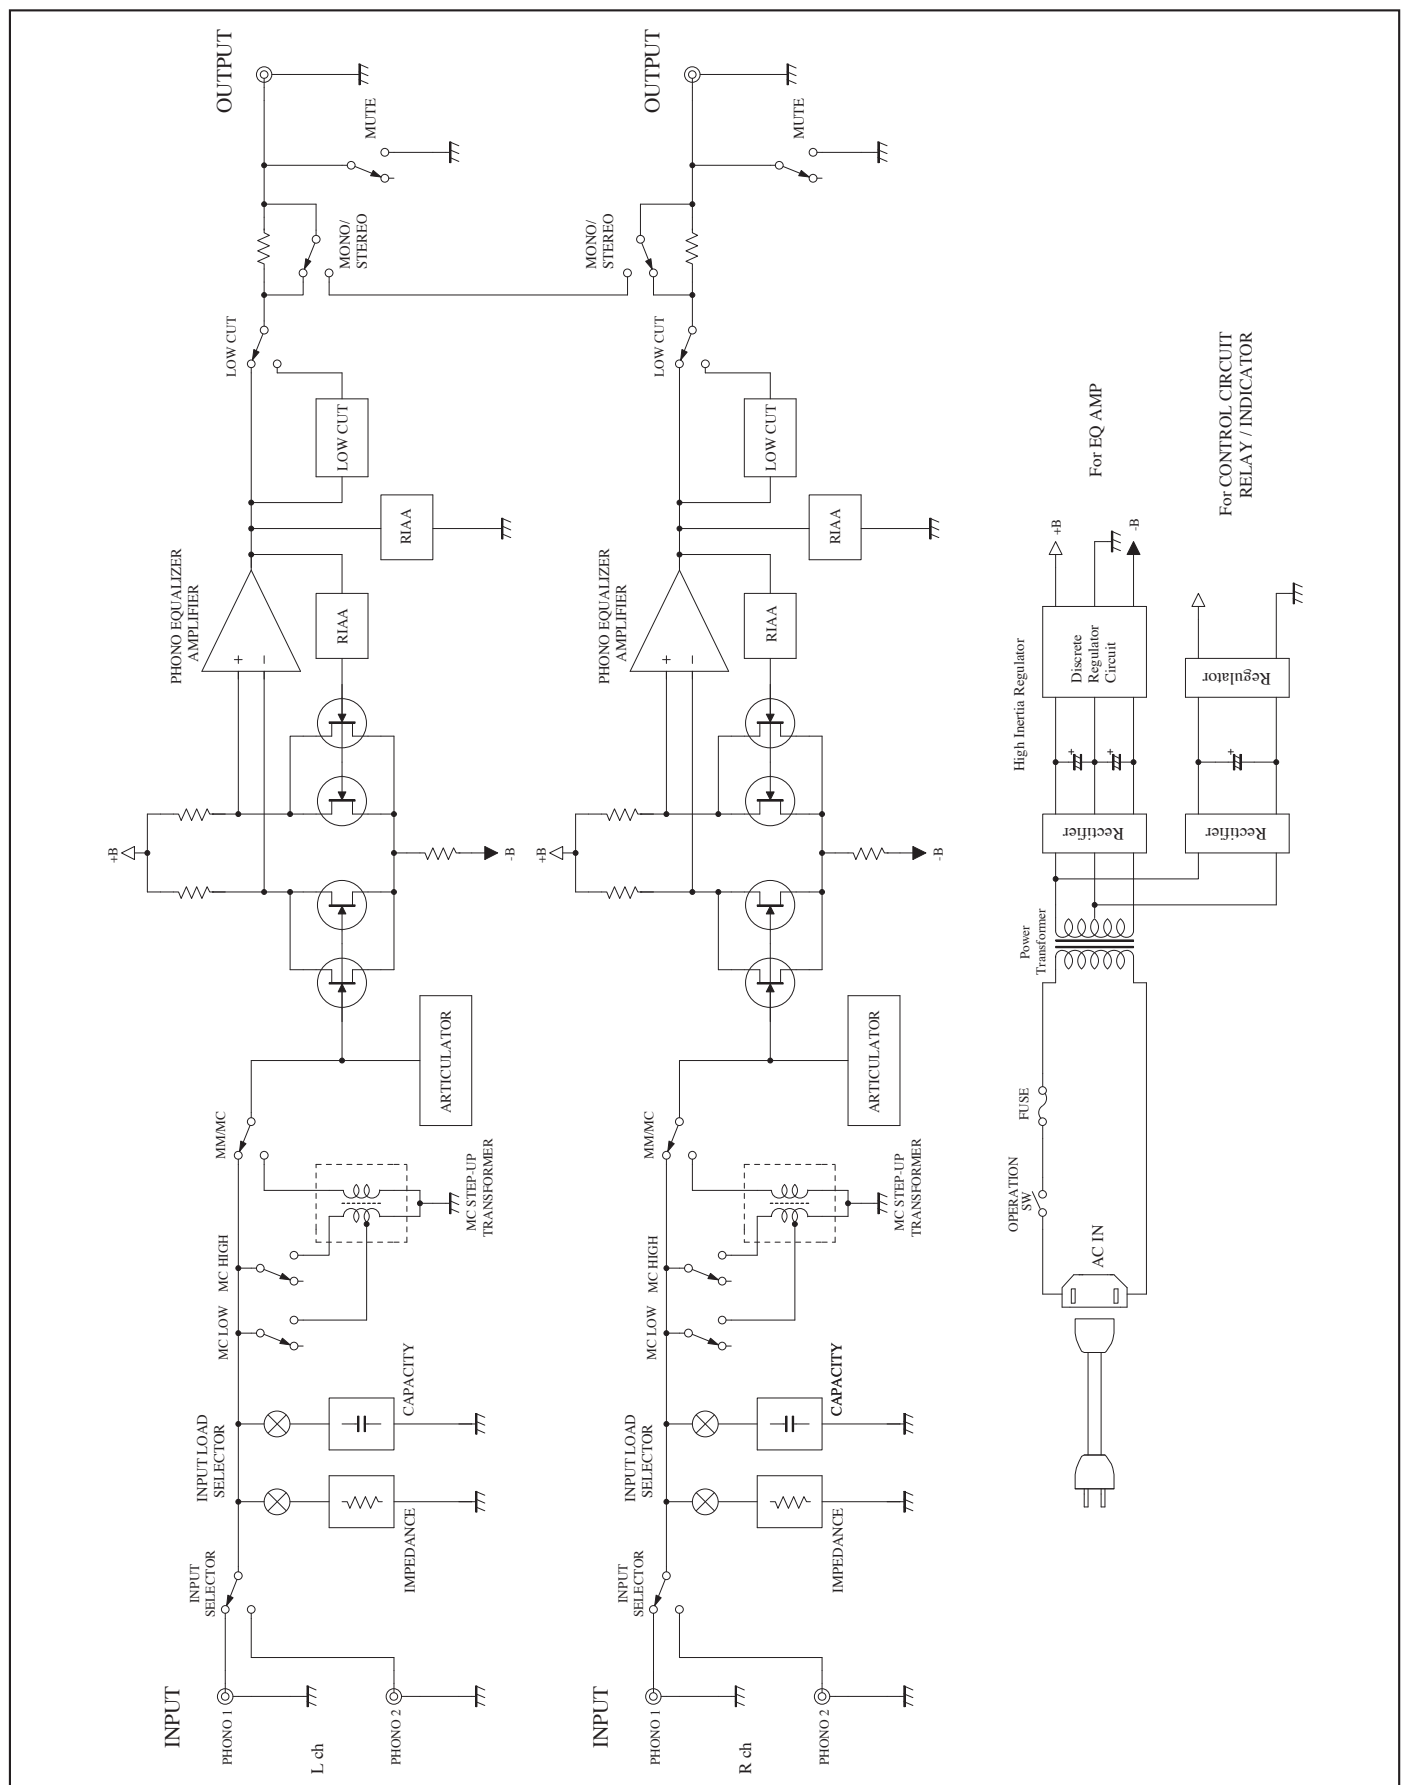 INPUT
PHONO 1
L ch
PHONO 2
INPUT
SELECTOR
INPUT LOAD
SELECTOR
IMPEDANCE
CAPACITY
MC LOW
MC HIGH
MC STEP-UP
TRANSFORMER
MM/MC
ARTICULATOR
+B
-B
PHONO EQUALIZER
AMPLIFIER
+
−
RIAA
RIAA
LOW CUT
LOW CUT
MONO/
STEREO
MUTE
OUTPUT
INPUT
PHONO 1
R ch
PHONO 2
INPUT
SELECTOR
INPUT LOAD
SELECTOR
IMPEDANCE
CAPACITY
MC LOW
MC HIGH
MC STEP-UP
TRANSFORMER
MM/MC
ARTICULATOR
+B
-B
PHONO EQUALIZER
AMPLIFIER
+
−
RIAA
RIAA
LOW CUT
LOW CUT
MONO/
STEREO
MUTE
OUTPUT
AC IN
OPERATION
SW
FUSE
Power
Transformer
Rectifier
Rectifier
+
+
+
High Inertia Regulator
Discrete
Regulator
Circuit
Regulator
+B
-B
For EQ AMP
For CONTROL CIRCUIT
RELAY / INDICATOR